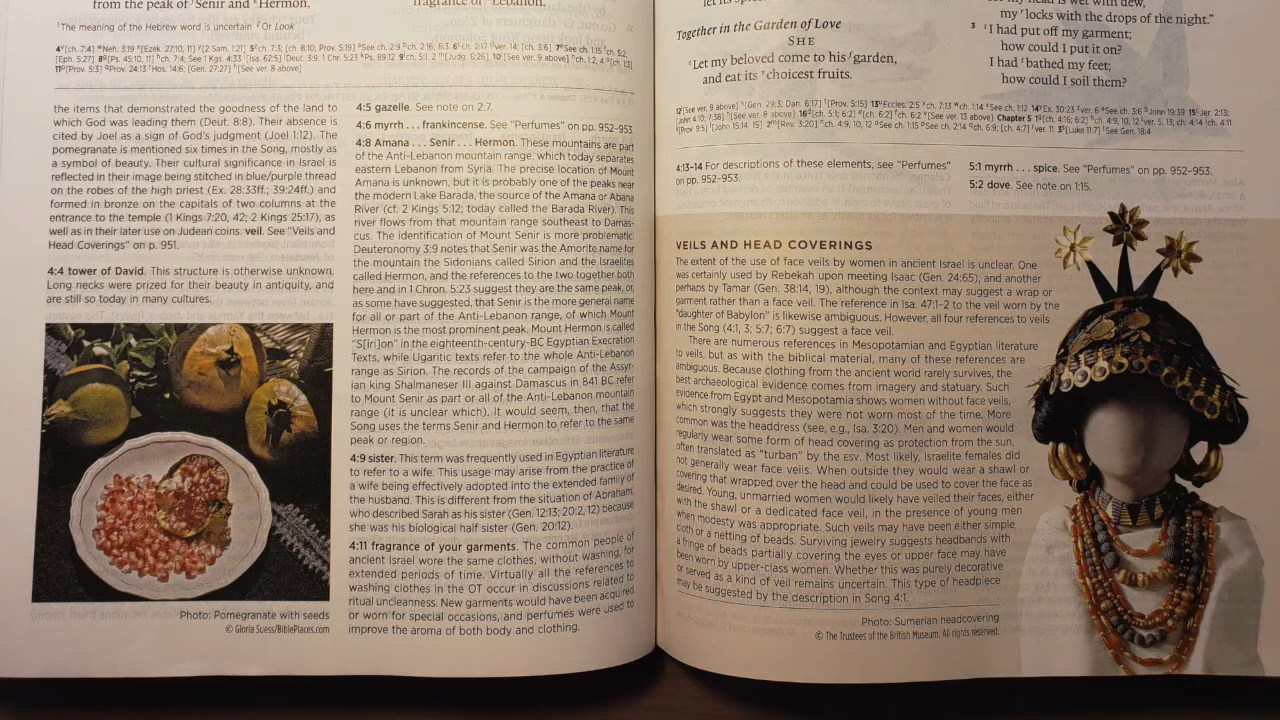 from the peak of Senir and Hermon,
fragrance of Lebanon.
¹The meaning of the Hebrew word is uncertain ²Or Look
the items that demonstrated the goodness of the land to
which God was leading them (Deut. 8:8). Their absence is
cited by Joel as a sign of God's judgment (Joel 1:12). The
pomegranate is mentioned six times in the Song, mostly as
a symbol of beauty. Their cultural significance in Israel is
reflected in their image being stitched in blue/purple thread
on the robes of the high priest (Ex. 28:33ff.; 39:24ff.) and
formed in bronze on the capitals of two columns at the
entrance to the temple (1 Kings 7:20, 42; 2 Kings 25:17), as
well as in their later use on Judean coins. veil. See "Veils and
Head Coverings" on p. 951.
4:4 tower of David. This structure is otherwise unknown.
Long necks were prized for their beauty in antiquity, and
are still so today in many cultures.
Photo: Pomegranate with seeds
© Gloria Suess/BiblePlaces.com
4:5 gazelle. See note on 2:7.
4:6 myrrh . . . frankincense. See "Perfumes" on pp. 952–953.
4:8 Amana . . . Senir . . . Hermon. These mountains are part
of the Anti-Lebanon mountain range, which today separates
eastern Lebanon from Syria. The precise location of Mount
Amana is unknown, but it is probably one of the peaks near
the modern Lake Barada, the source of the Amana or Abana
River (cf. 2 Kings 5:12; today called the Barada River). This
river flows from that mountain range southeast to Damas-
cus. The identification of Mount Senir is more problematic.
Deuteronomy 3:9 notes that Senir was the Amorite name for
the mountain the Sidonians called Sirion and the Israelites
called Hermon, and the references to the two together both
here and in 1 Chron. 5:23 suggest they are the same peak, or,
as some have suggested, that Senir is the more general name
for all or part of the Anti-Lebanon range, of which Mount
Hermon is the most prominent peak. Mount Hermon is called
"S[ir]on" in the eighteenth-century-BC Egyptian Execration
Texts, while Ugaritic texts refer to the whole Anti-Lebanon
range as Sirion. The records of the campaign of the Assyr-
ian king Shalmaneser III against Damascus in 841 BC refer
to Mount Senir as part or all of the Anti-Lebanon mountain
range (it is unclear which). It would seem, then, that the
Song uses the terms Senir and Hermon to refer to the same
peak or region.
4:9 sister. This term was frequently used in Egyptian literature
to refer to a wife. This usage may arise from the practice of
a wife being effectively adopted into the extended family of
the husband. This is different from the situation of Abraham,
who described Sarah as his sister (Gen. 12:13; 20:2, 12) because
she was his biological half sister (Gen. 20:12).
4:11 fragrance of your garments. The common people of
ancient Israel wore the same clothes, without washing, for
extended periods of time. Virtually all the references to
washing clothes in the OT occur in discussions related to
ritual uncleanness. New garments would have been acquired
or worn for special occasions, and perfumes were used to
improve the aroma of both body and clothing.
Together in the Garden of Love
SHE
Let my beloved come to his garden,
and eat its choicest fruits.
my locks with the drops of the night."
3 I had put off my garment;
how could I put it on?
I had bathed my feet;
how could I soil them?
4:13–14 For descriptions of these elements, see "Perfumes"
on pp. 952–953.
5:1 myrrh . . . spice. See "Perfumes" on pp. 952–953.
5:2 dove. See note on 1:15.
VEILS AND HEAD COVERINGS
The extent of the use of face veils by women in ancient Israel is unclear. One
was certainly used by Rebekah upon meeting Isaac (Gen. 24:65), and another
perhaps by Tamar (Gen. 38:14, 19), although the context may suggest a wrap or
garment rather than a face veil. The reference in Isa. 47:1–2 to the veil worn by the
"daughter of Babylon" is likewise ambiguous. However, all four references to veils
in the Song (4:1, 3; 5:7; 6:7) suggest a face veil.
There are numerous references in Mesopotamian and Egyptian literature
to veils, but as with the biblical material, many of these references are
ambiguous. Because clothing from the ancient world rarely survives, the
best archaeological evidence comes from imagery and statuary. Such
evidence from Egypt and Mesopotamia shows women without face veils,
which strongly suggests they were not worn most of the time. More
common was the headdress (see, e.g., Isa. 3:20). Men and women would
regularly wear some form of head covering as protection from the sun,
often translated as "turban" by the ESV. Most likely, Israelite females did
not generally wear face veils. When outside they would wear a shawl or
covering that wrapped over the head and could be used to cover the face as
desired. Young, unmarried women would likely have veiled their faces, either
with the shawl or a dedicated face veil, in the presence of young men
when modesty was appropriate. Such veils may have been either simple
cloth or a netting of beads. Surviving jewelry suggests headbands with
a fringe of beads partially covering the eyes or upper face may have
been worn by upper-class women. Whether this was purely decorative
or served as a kind of veil remains uncertain. This type of headpiece
may be suggested by the description in Song 4:1.
Photo: Sumerian headcovering
© The Trustees of the British Museum. All rights reserved.